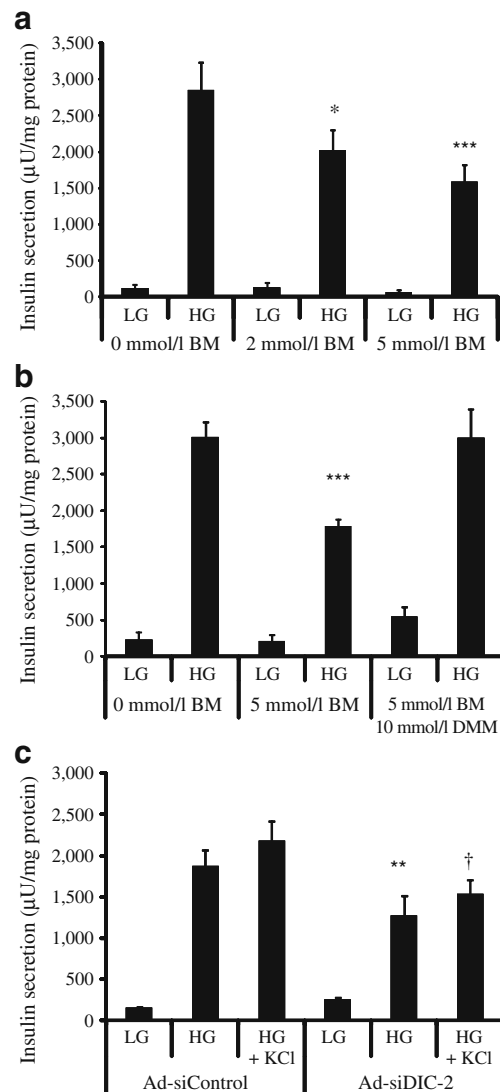 a
Insulin secretion (µU/mg protein)
3,500
3,000
2,500
2,000
1,500
1,000
500
0
*
***
LG HG LG HG LG HG
0 mmol/l BM 2 mmol/l BM 5 mmol/l BM
b
Insulin secretion (µU/mg protein)
3,500
3,000
2,500
2,000
1,500
1,000
500
0
***
LG HG LG HG LG HG
0 mmol/l BM 5 mmol/l BM 5 mmol/l BM
10 mmol/l DMM
c
Insulin secretion (µU/mg protein)
3,000
2,500
2,000
1,500
1,000
500
0
**
†
LG HG HG LG HG HG
+ KCl + KCl
Ad-siControl Ad-siDIC-2